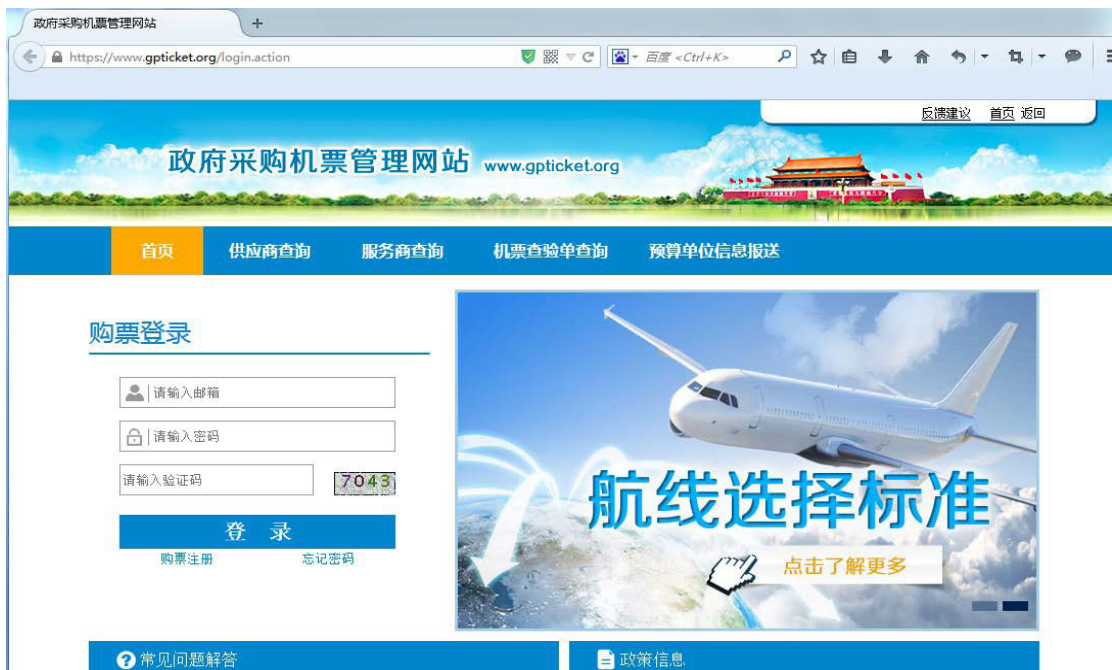 政府采购机票管理网站
+
https://www.gpticket.org/login.action
百度 <Ctrl+K>
反馈建议 首页 返回
政府采购机票管理网站 www.gpticket.org
首页 供应商查询 服务商查询 机票查验单查询 预算单位信息报送
购票登录
请输入邮箱
请输入密码
请输入验证码 7043
登 录
购票注册 忘记密码
航线选择标准
点击了解更多
常见问题解答 政策信息